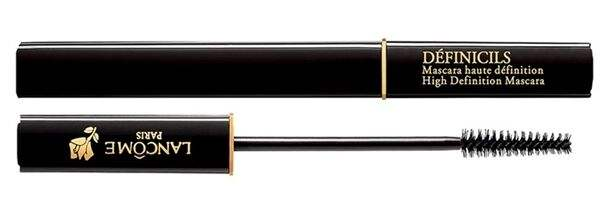 DÉFINICILS
Mascara haute définition
High Definition Mascara
LANCÔME
PARIS